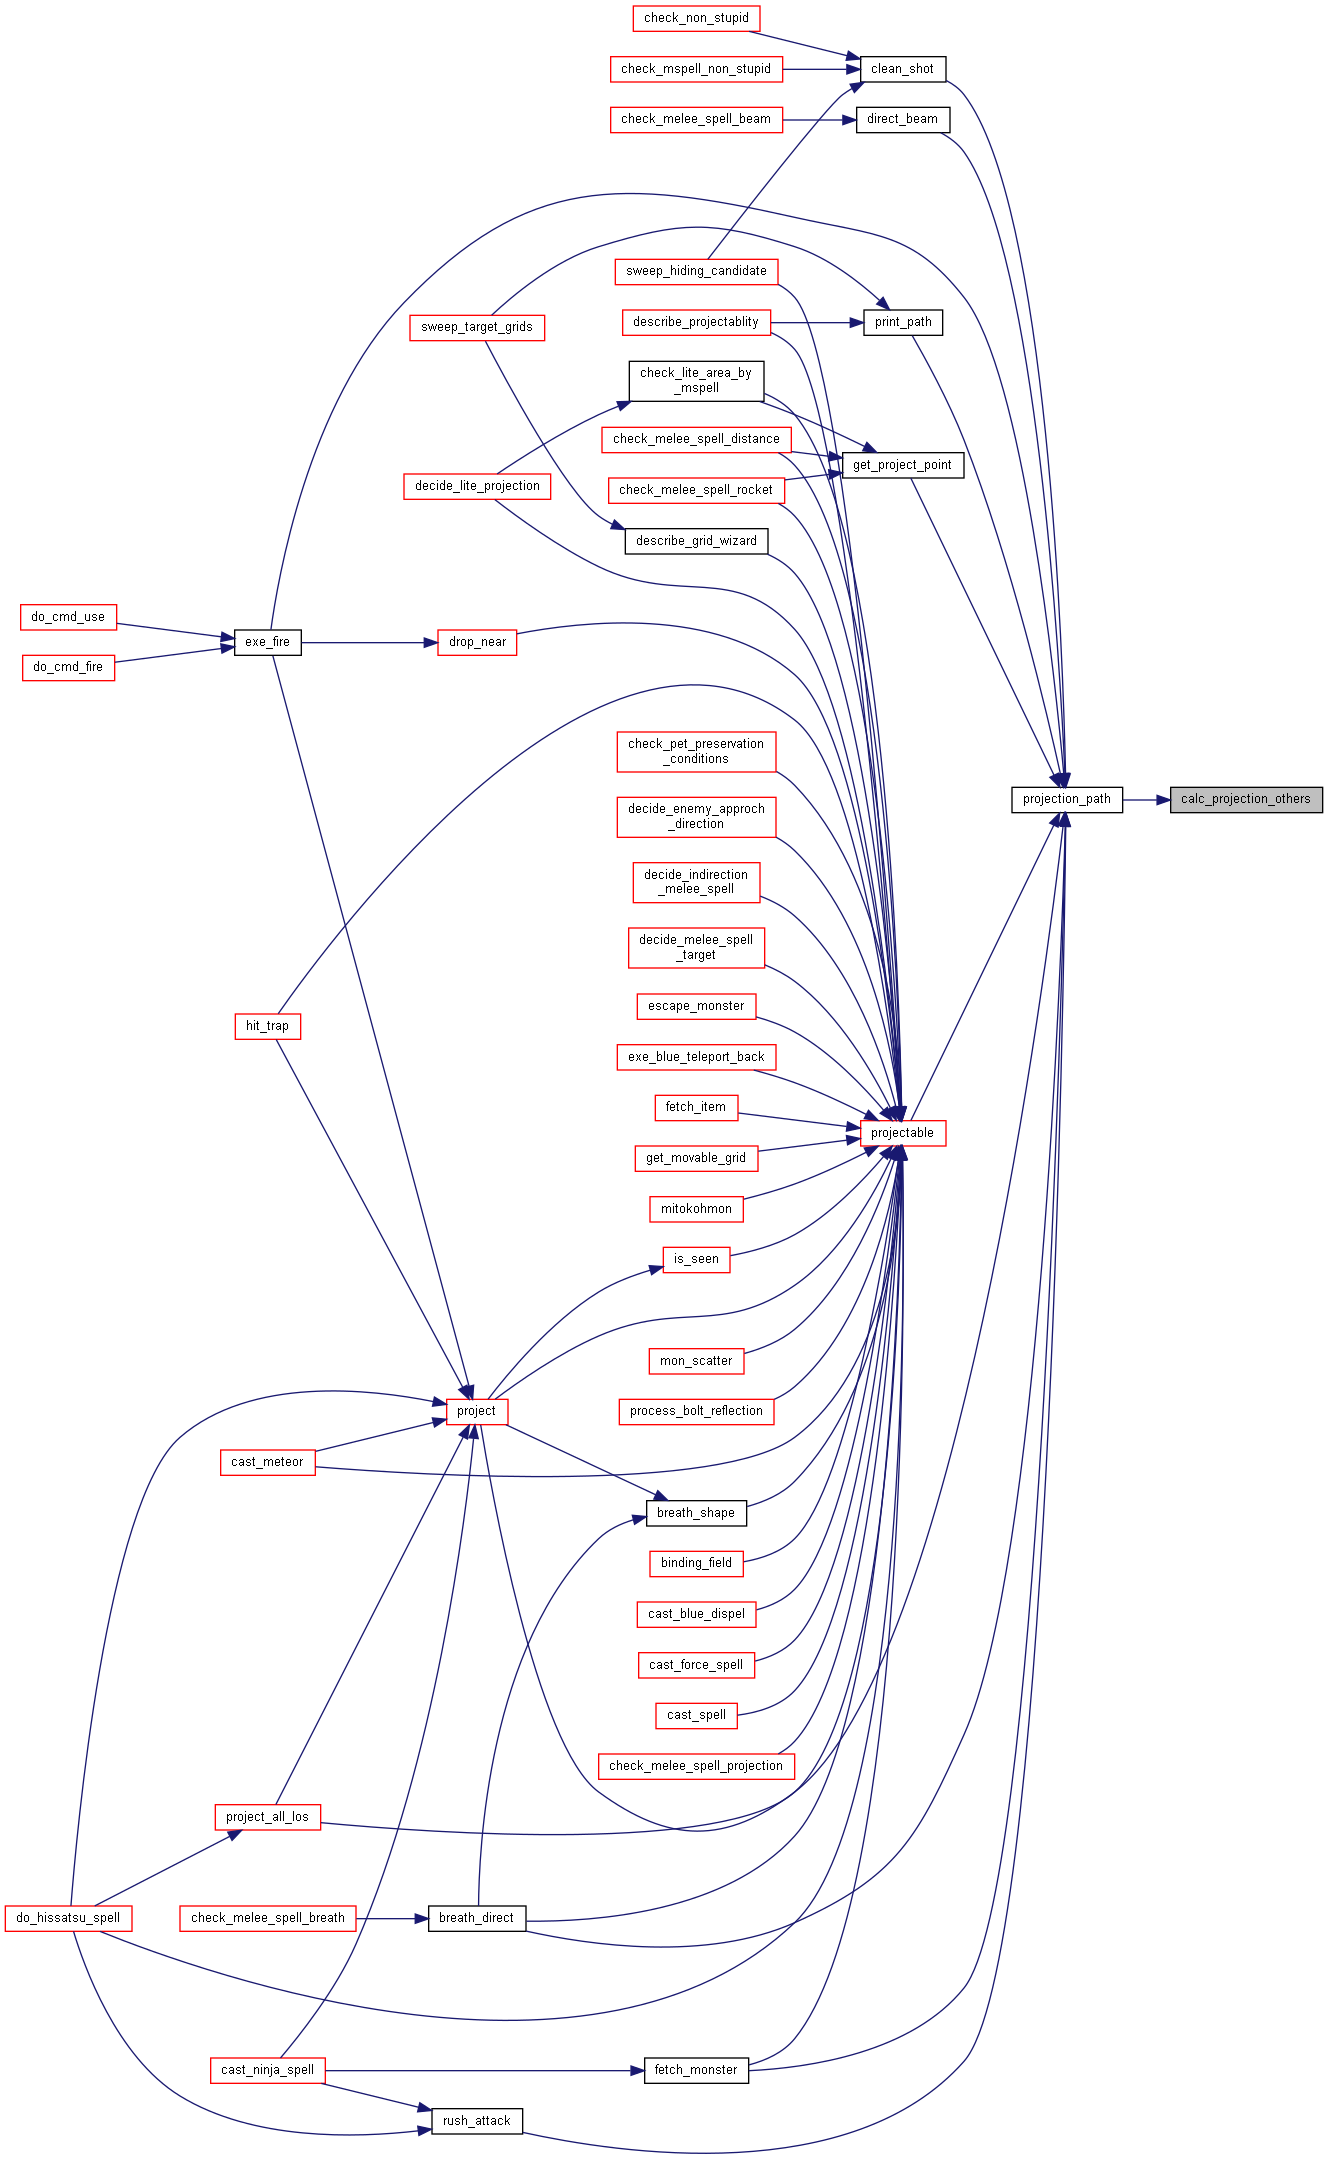 check_non_stupid
check_mspell_non_stupid
clean_shot
check_melee_spell_beam
direct_beam
sweep_hiding_candidate
sweep_target_grids
describe_projectablity
print_path
check_lite_area_by
_mspell
check_melee_spell_distance
get_project_point
decide_lite_projection
check_melee_spell_rocket
describe_grid_wizard
do_cmd_use
exe_fire
drop_near
do_cmd_fire
check_pet_preservation
_conditions
projection_path
calc_projection_others
decide_enemy_approch
_direction
decide_indirection
_melee_spell
decide_melee_spell
_target
escape_monster
hit_trap
exe_blue_teleport_back
fetch_item
projectable
get_movable_grid
mitokohmon
is_seen
mon_scatter
project
process_bolt_reflection
cast_meteor
breath_shape
binding_field
cast_blue_dispel
cast_force_spell
cast_spell
check_melee_spell_projection
project_all_los
do_hissatsu_spell
check_melee_spell_breath
breath_direct
cast_ninja_spell
fetch_monster
rush_attack